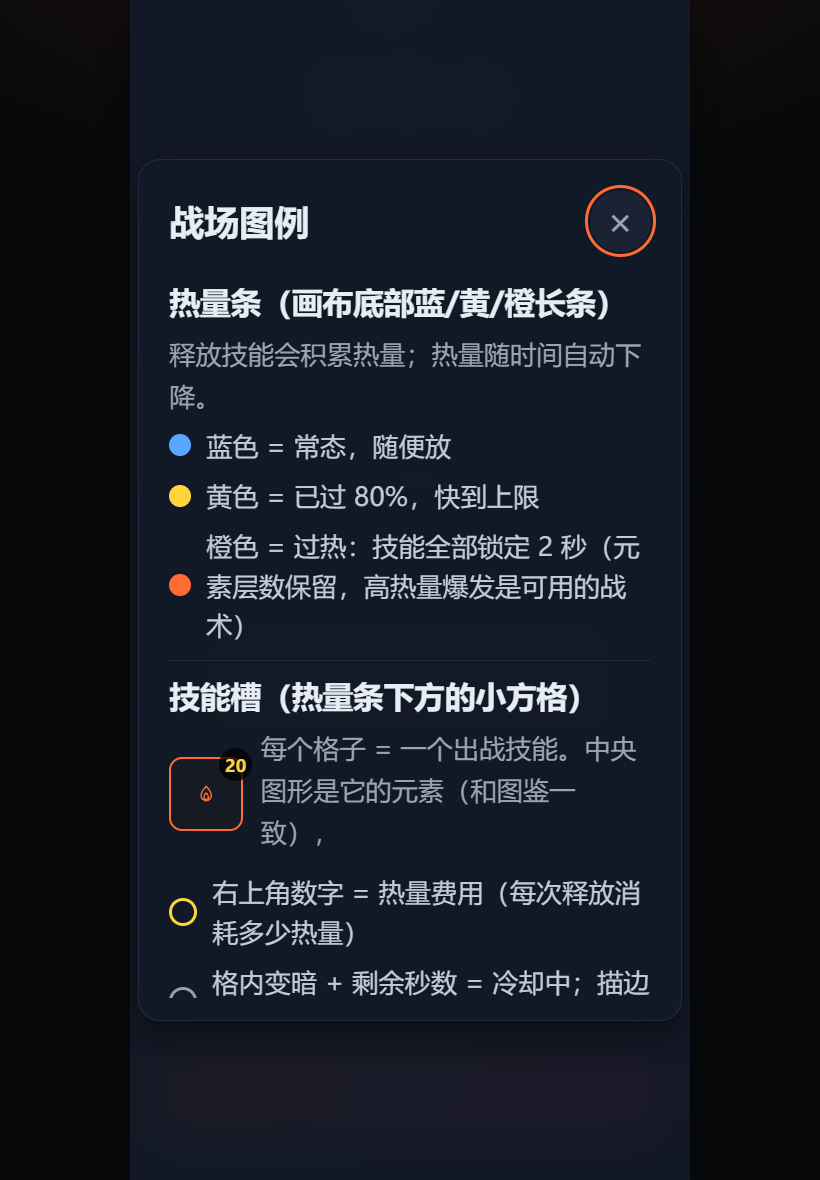 战场图例
热量条（画布底部蓝/黄/橙长条）
释放技能会积累热量；热量随时间自动下
降。
蓝色 = 常态，随便放
黄色 = 已过 80%，快到上限
橙色 = 过热：技能全部锁定 2 秒（元
素层数保留，高热量爆发是可用的战
术）
技能槽（热量条下方的小方格）
20
每个格子 = 一个出战技能。中央
图形是它的元素（和图鉴一
致），
右上角数字 = 热量费用（每次释放消
耗多少热量）
格内变暗 + 剩余秒数 = 冷却中；描边